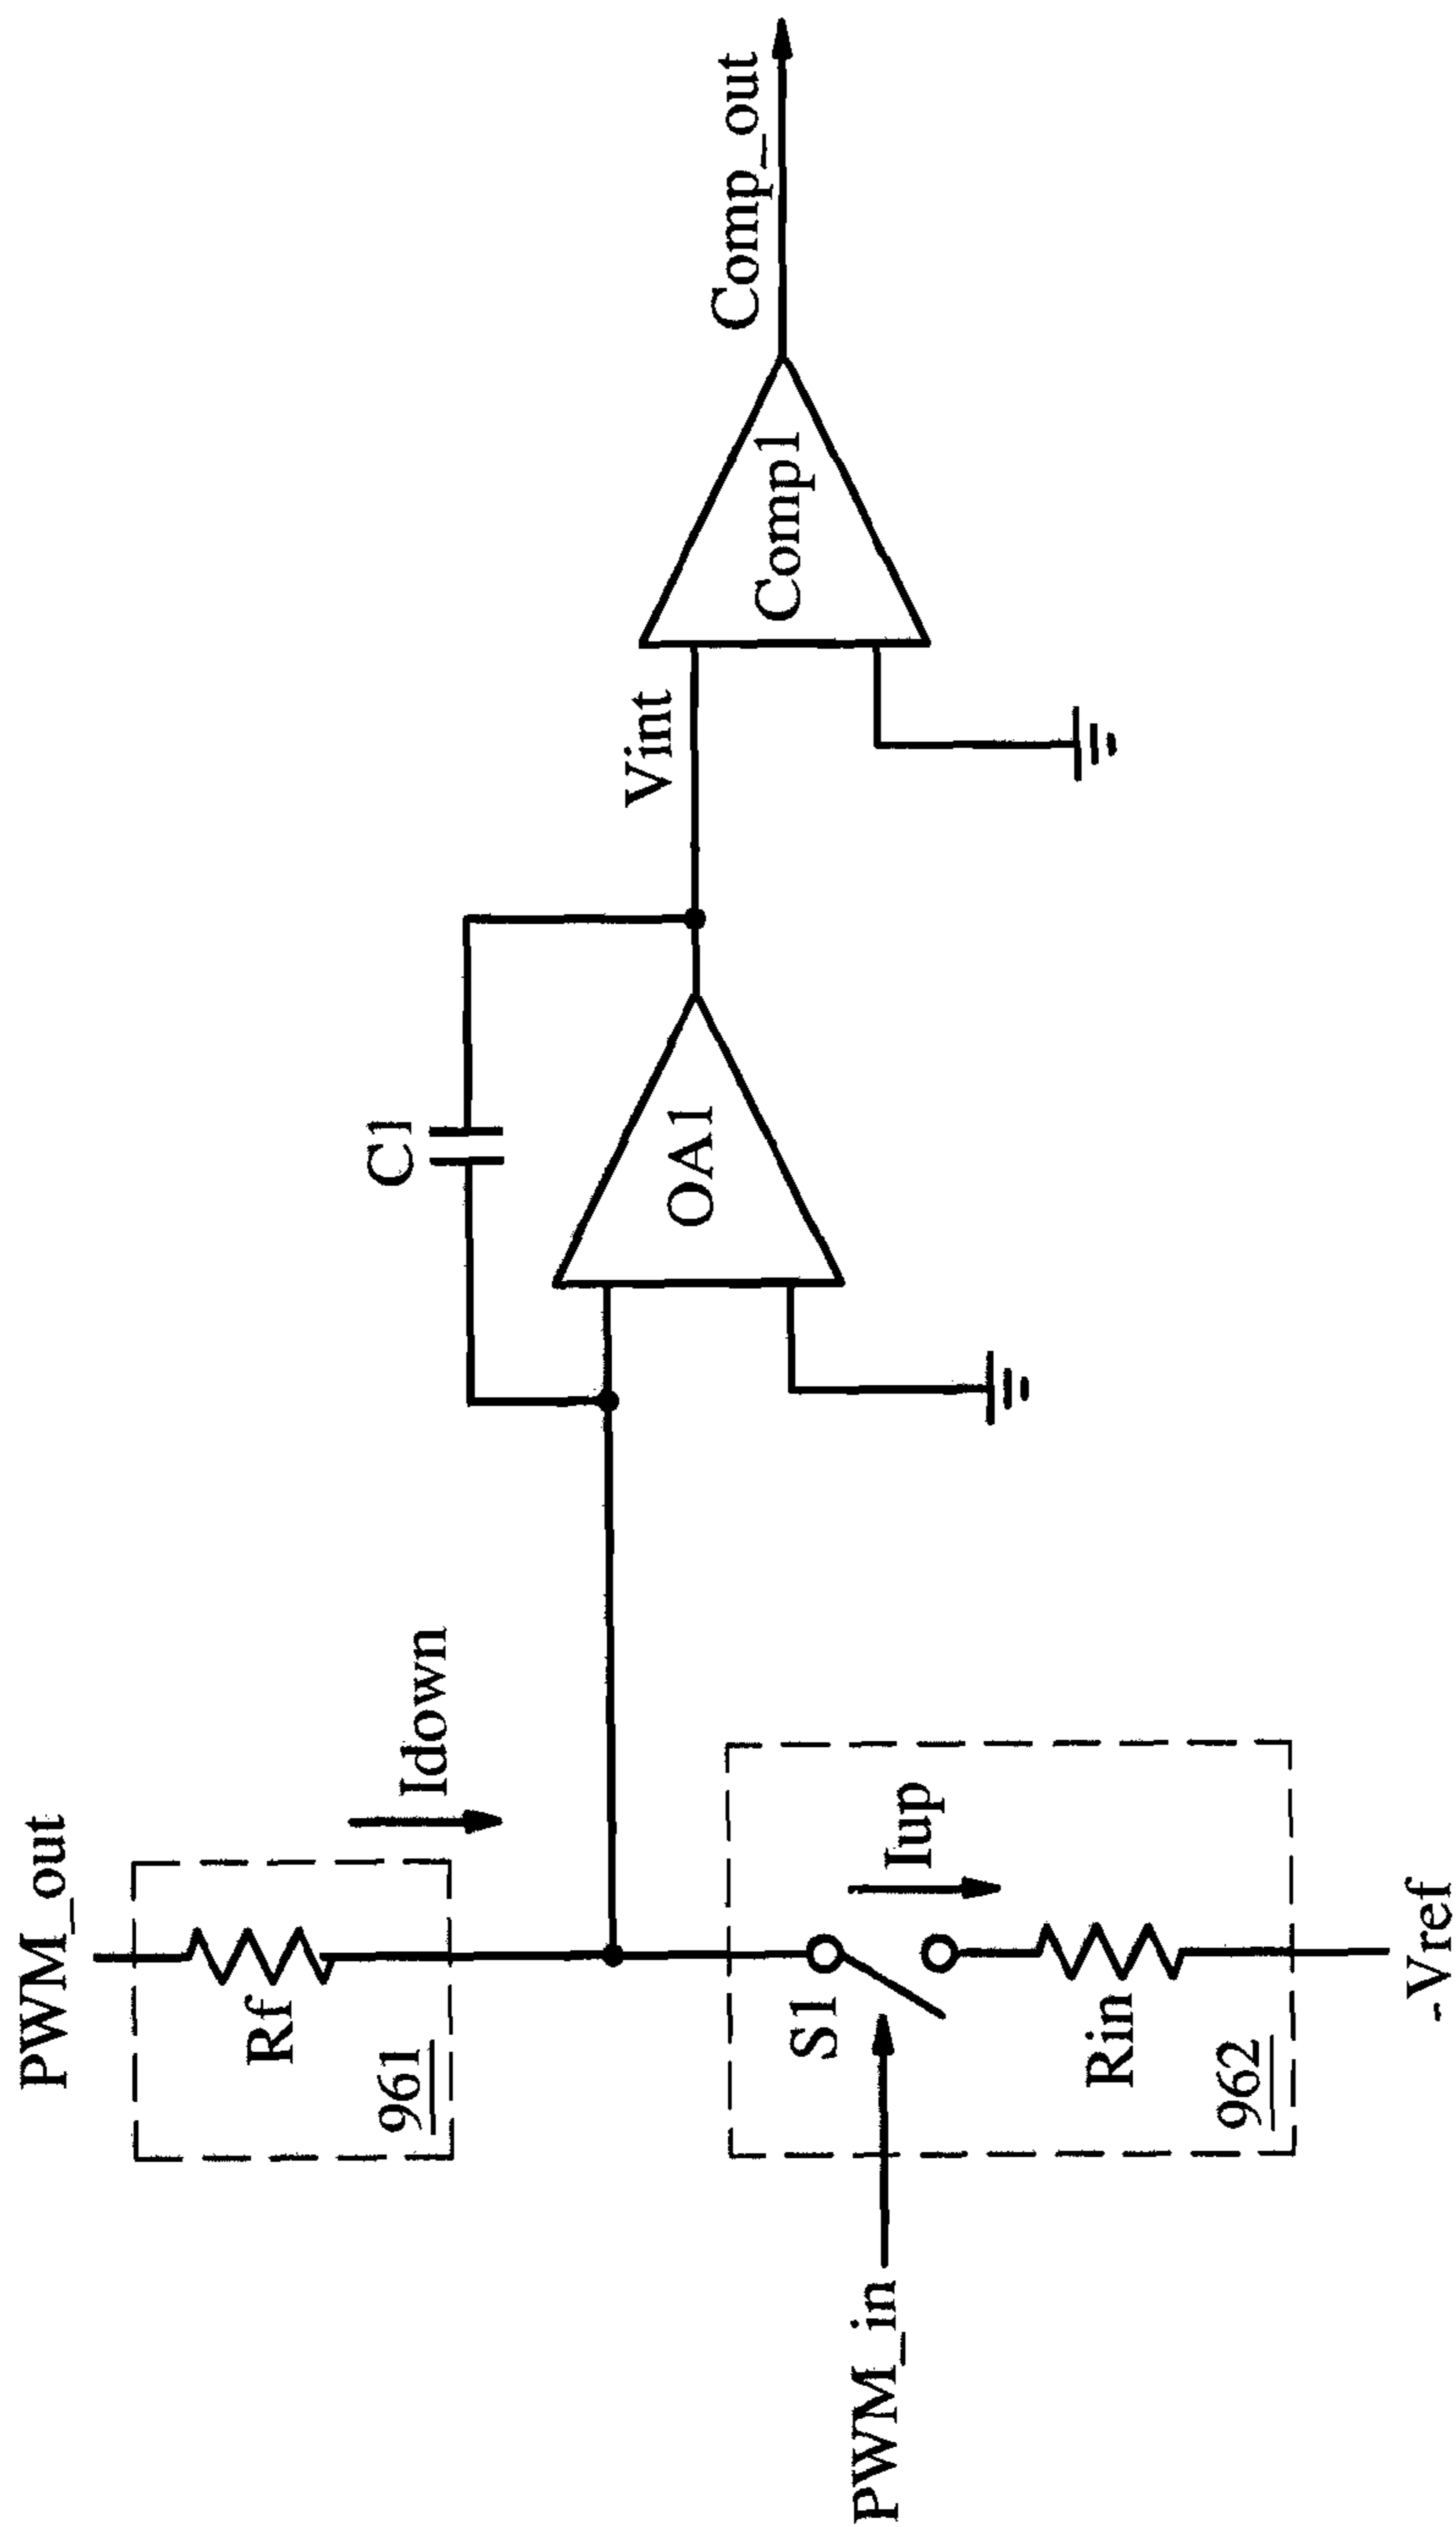 PWM_out
Rf
961
Idown
C1
OA1
Vint
Comp1
Comp_out
PWM_in
S1
Iup
Rin
962
-Vref